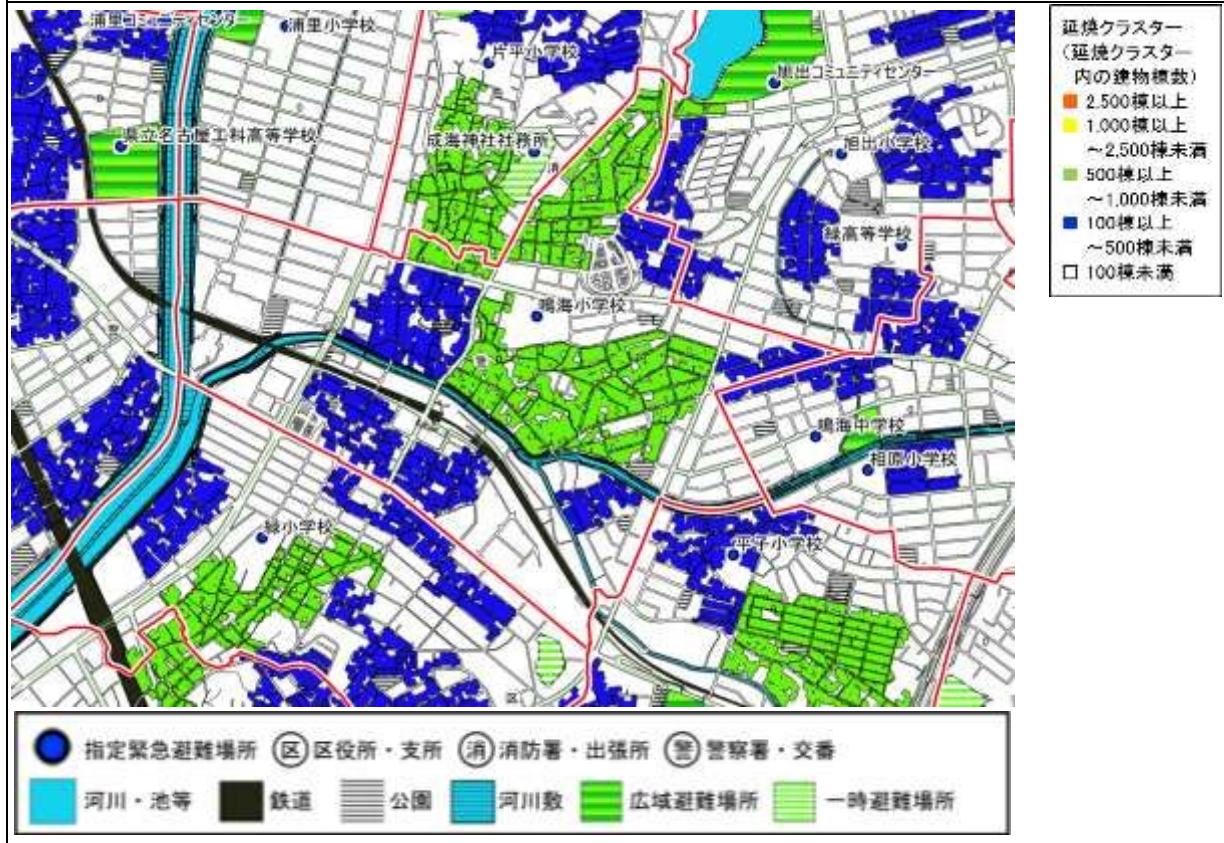 浦里コミュニティセンター
浦里小学校
片平小学校
旭出コミュニティセンター
県立名古屋工科高等学校
成海神社社務所
消
旭出小学校
緑高等学校
鳴海小学校
警
鳴海中学校
相原小学校
緑小学校
平子小学校
区
延焼クラスター
(延焼クラスター
内の建物棟数)
2,500棟以上
1,000棟以上
~2,500棟未満
500棟以上
~1,000棟未満
100棟以上
~500棟未満
100棟未満
指定緊急避難場所 区 区役所・支所 消 消防署・出張所 警 警察署・交番
河川・池等 鉄道 公園 河川敷 広域避難場所 一時避難場所